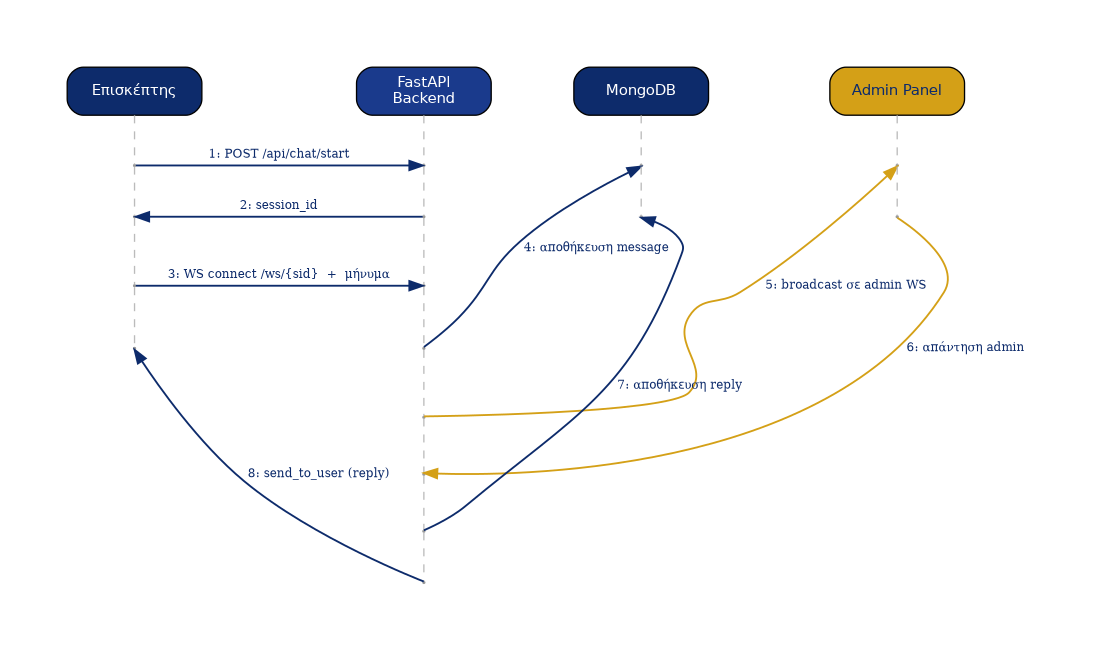 Επισκέπτης
FastAPI
Backend
MongoDB
Admin Panel
1: POST /api/chat/start
2: session_id
4: αποθήκευση message
3: WS connect /ws/{sid}  +  μήνυμα
5: broadcast σε admin WS
6: απάντηση admin
7: αποθήκευση reply
8: send_to_user (reply)